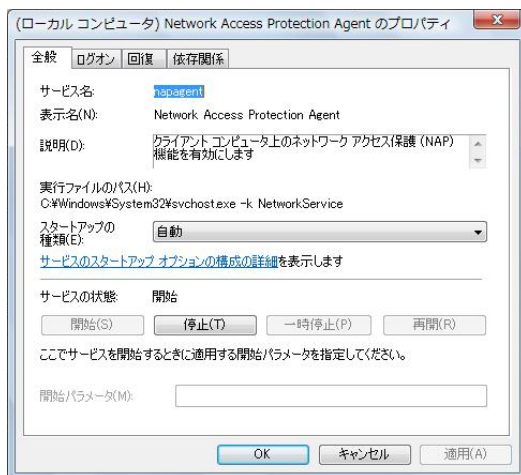 (ローカル コンピュータ) Network Access Protection Agent のプロパティ
全般 ログオン 回復 依存関係
サービス名: napagent
表示名(N): Network Access Protection Agent
説明(D): クライアント コンピュータ上のネットワーク アクセス保護 (NAP)
機能を有効にします
実行ファイルのパス(H):
C:¥Windows¥System32¥svchost.exe -k NetworkService
スタートアップの
種類(E): 自動
サービスのスタートアップ オプションの構成の詳細を表示します
サービスの状態: 開始
開始(S) 停止(T) 一時停止(P) 再開(R)
ここでサービスを開始するときに適用する開始パラメータを指定してください。
開始パラメータ(M):
OK キャンセル 適用(A)